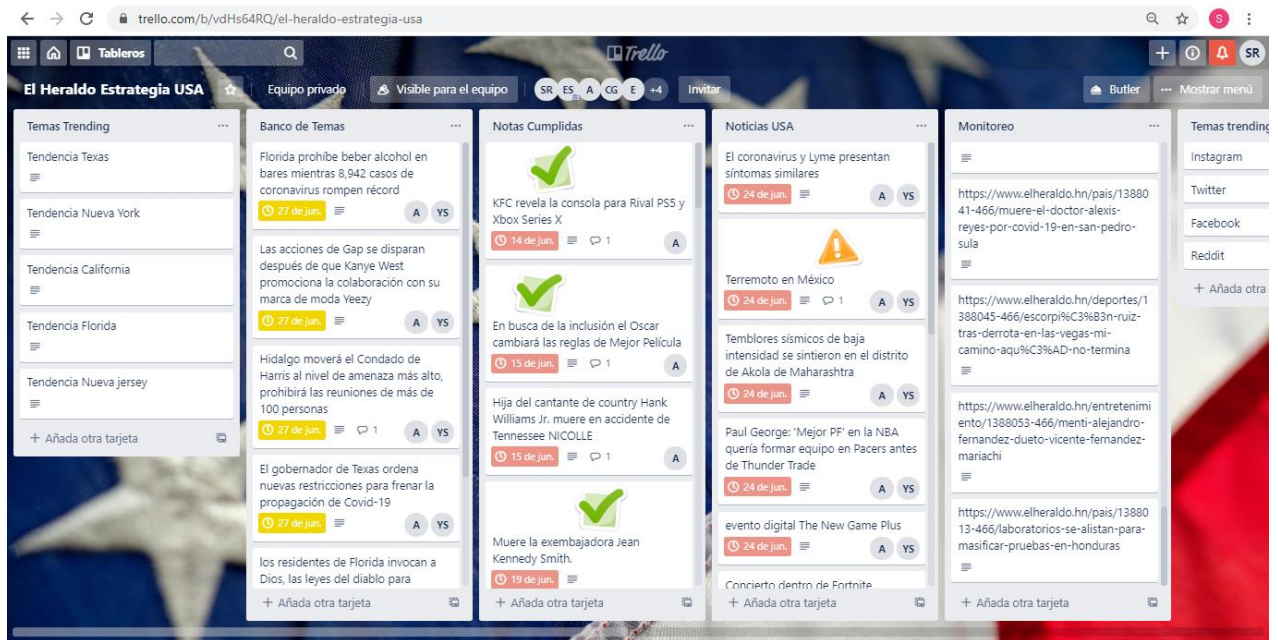 trello.com/b/vdHs64RQ/el-heraldo-estrategia-usa
S
Tableros
Trello
SR
El Heraldo Estrategia USA
Equipo privado
Visible para el equipo
SR ES A CG E +4
Invitar
Butler
Mostrar menú
Temas Trending
Tendencia Texas
Tendencia Nueva York
Tendencia California
Tendencia Florida
Tendencia Nueva jersey
+ Añada otra tarjeta
Banco de Temas
Florida prohíbe beber alcohol en
bares mientras 8,942 casos de
coronavirus rompen récord
27 de jun.
A YS
Las acciones de Gap se disparan
después de que Kanye West
promociona la colaboración con su
marca de moda Yeezy
27 de jun.
A YS
Hidalgo moverá el Condado de
Harris al nivel de amenaza más alto,
prohibirá las reuniones de más de
100 personas
27 de jun. 1
A YS
El gobernador de Texas ordena
nuevas restricciones para frenar la
propagación de Covid-19
27 de jun.
A YS
los residentes de Florida invocan a
Dios, las leyes del diablo para
+ Añada otra tarjeta
Notas Cumplidas
KFC revela la consola para Rival PS5 y
Xbox Series X
14 de jun. 1
A
En busca de la inclusión el Oscar
cambiará las reglas de Mejor Película
15 de jun. 1
A
Hija del cantante de country Hank
Williams Jr. muere en accidente de
Tennessee NICOLLE
15 de jun. 1
A
Muere la exembajadora Jean
Kennedy Smith.
19 de jun.
+ Añada otra tarjeta
Noticias USA
El coronavirus y Lyme presentan
síntomas similares
24 de jun.
A YS
Terremoto en México
24 de jun. 1
A YS
Temblores sísmicos de baja
intensidad se sintieron en el distrito
de Akola de Maharashtra
24 de jun.
A YS
Paul George: 'Mejor PF' en la NBA
quería formar equipo en Pacers antes
de Thunder Trade
24 de jun.
A YS
evento digital The New Game Plus
24 de jun.
A YS
Concierto dentro de Fortnite
+ Añada otra tarjeta
Monitoreo
https://www.elheraldo.hn/pais/13880
41-466/muere-el-doctor-alexis-
reyes-por-covid-19-en-san-pedro-
sula
https://www.elheraldo.hn/deportes/1
388045-466/escorpi%C3%B3n-ruiz-
tras-derrota-en-las-vegas-mi-
camino-aqu%C3%AD-no-termina
https://www.elheraldo.hn/entretenimi
ento/1388053-466/menti-alejandro-
fernandez-dueto-vicente-fernandez-
mariachi
https://www.elheraldo.hn/pais/13880
13-466/laboratorios-se-alistan-para-
masificar-pruebas-en-honduras
+ Añada otra tarjeta
Temas trending
Instagram
Twitter
Facebook
Reddit
+ Añada otra